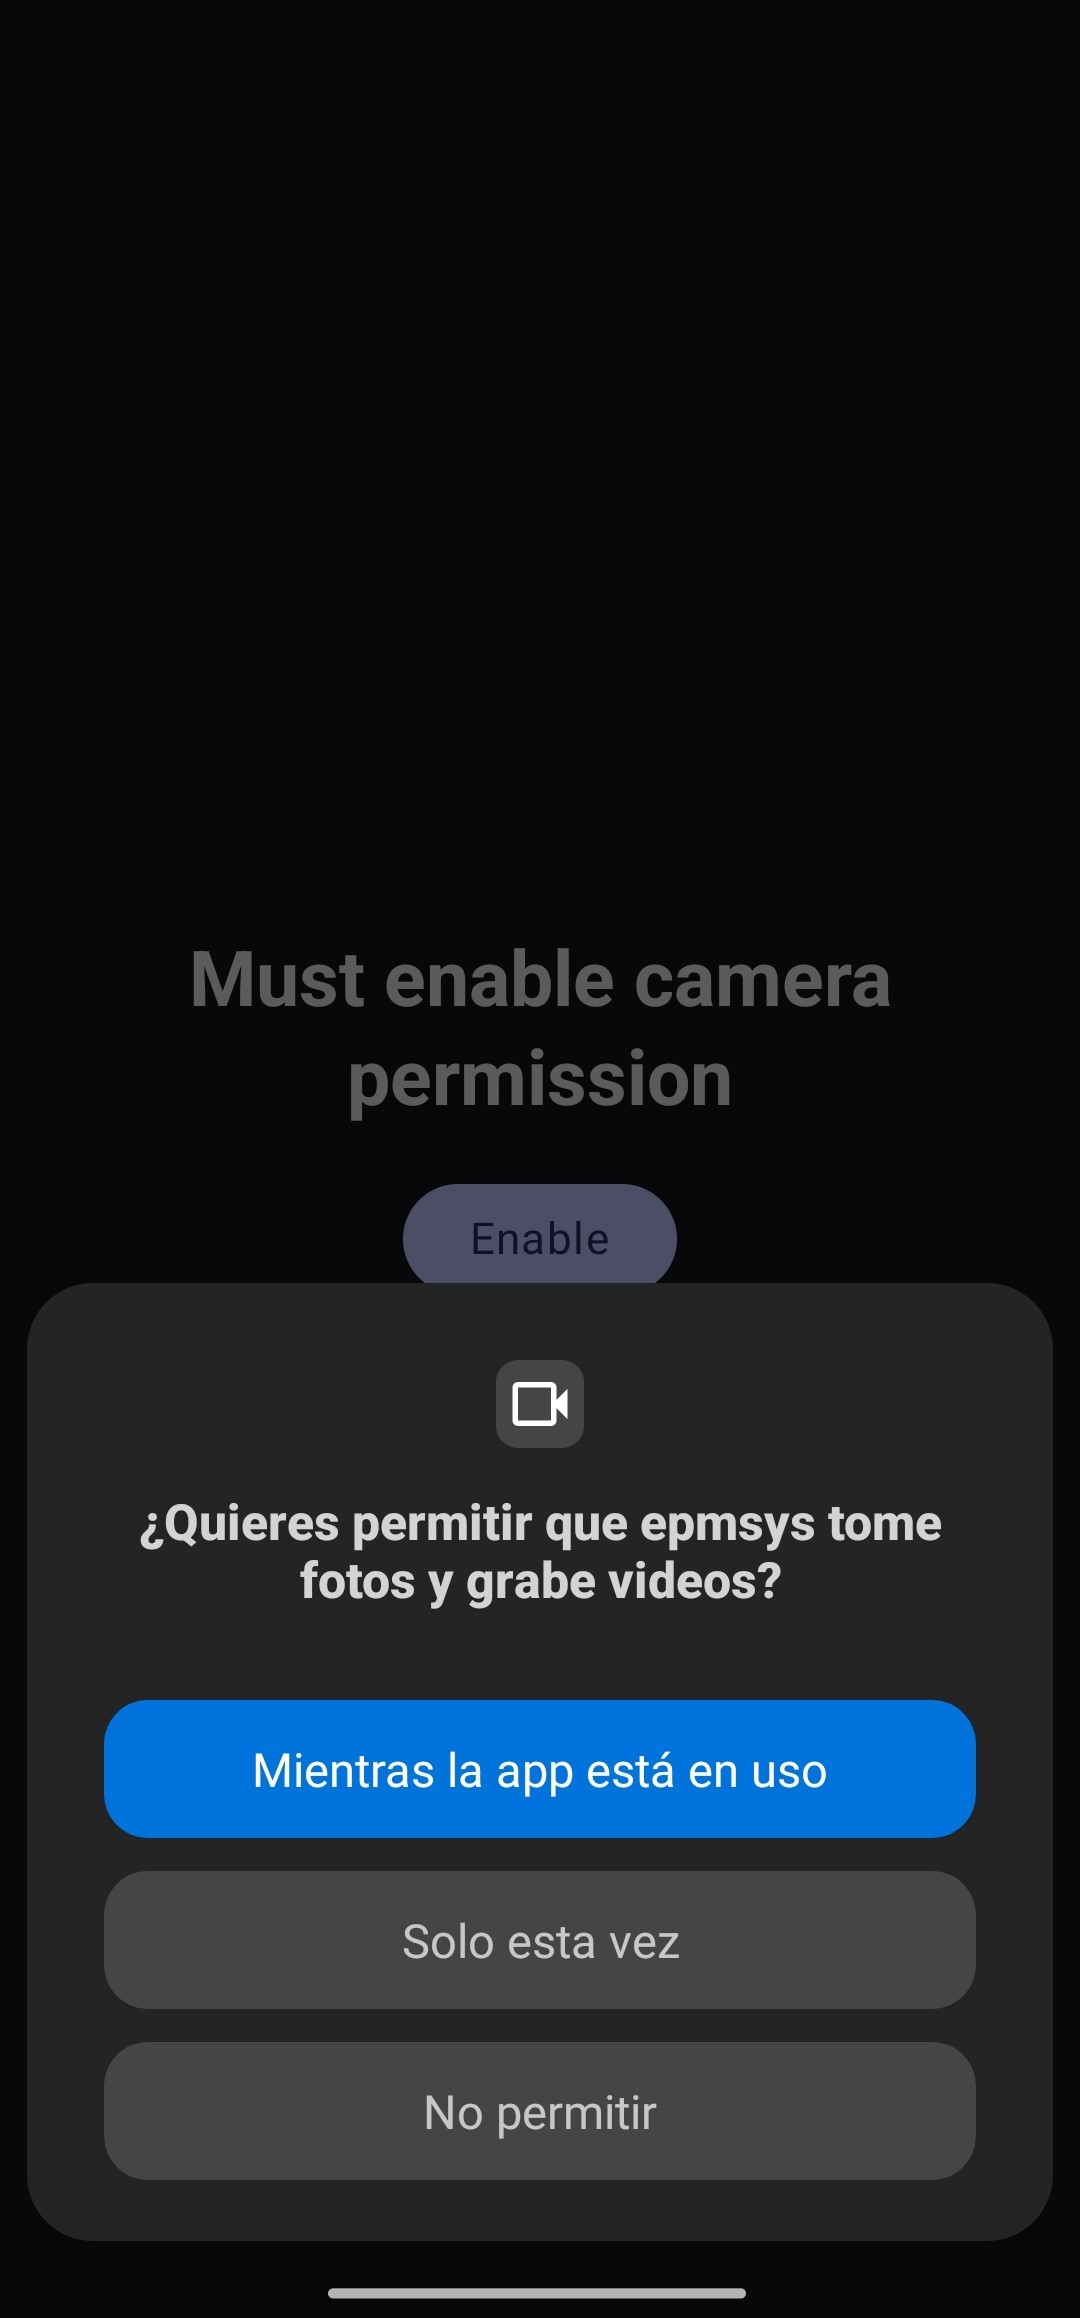 Must enable camera
permission
Enable
¿Quieres permitir que epmsys tome
fotos y grabe videos?
Mientras la app está en uso
Solo esta vez
No permitir